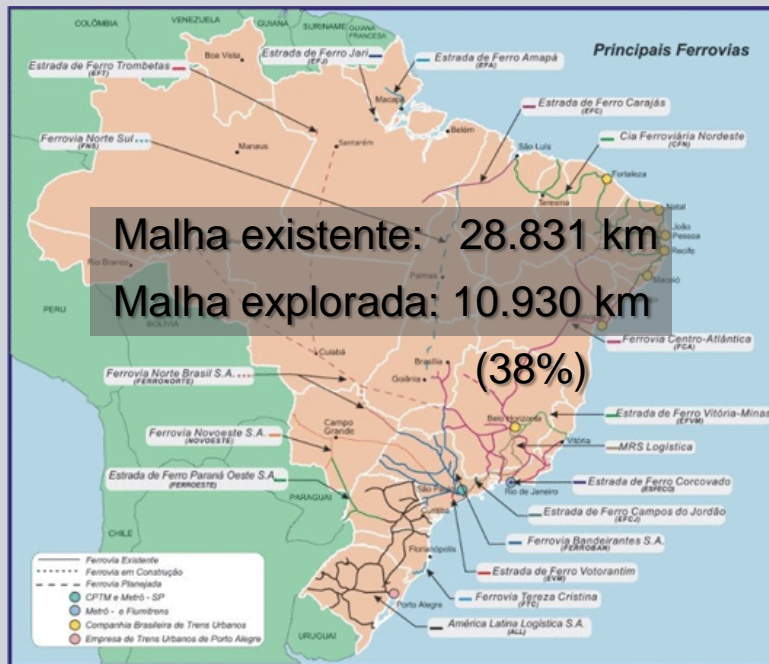 COLÔMBIA
VENEZUELA
GUIANA
SURINAME
GUIANA
FRANCESA
Principais Ferrovias
Boa Vista
Estrada de Ferro Jari
(EFJ)
Estrada de Ferro Amapá
(EFA)
Estrada de Ferro Trombetas
(EFT)
Macapá
Estrada de Ferro Carajás
(EFC)
Belém
Ferrovia Norte Sul
(FNS)
Manaus
Santarém
São Luís
Cia Ferroviária Nordeste
(CFN)
Fortaleza
Teresina
Natal
João
Pessoa
Recife
Maceió
Malha existente: 28.831 km
Malha explorada: 10.930 km
(38%)
Rio Branco
Palmas
PERU
BOLÍVIA
Cuiabá
Brasília
Goiânia
Ferrovia Centro-Atlântica
(FCA)
Ferrovia Norte Brasil S.A.
(FERRONORTE)
Campo
Grande
Belo Horizonte
Estrada de Ferro Vitória-Minas
(EFVM)
Ferrovia Novoeste S.A.
(NOVOESTE)
Vitória
MRS Logística
Estrada de Ferro Paraná Oeste S.A.
(FERROESTE)
PARAGUAI
São Paulo
Rio de Janeiro
Estrada de Ferro Corcovado
(ESFECO)
Curitiba
Estrada de Ferro Campos do Jordão
(EFCJ)
CHILE
Ferrovia Bandeirantes S.A.
(FERROBAN)
Florianópolis
Estrada de Ferro Votorantim
(EVM)
Ferrovia Tereza Cristina
(FTC)
Porto Alegre
América Latina Logística S.A.
(ALL)
URUGUAI
Ferrovia Existente
Ferrovia em Construção
Ferrovia Planejada
CPTM e Metrô - SP
Metrô - e Flumitrens
Companhia Brasileira de Trens Urbanos
Empresa de Trens Urbanos de Porto Alegre